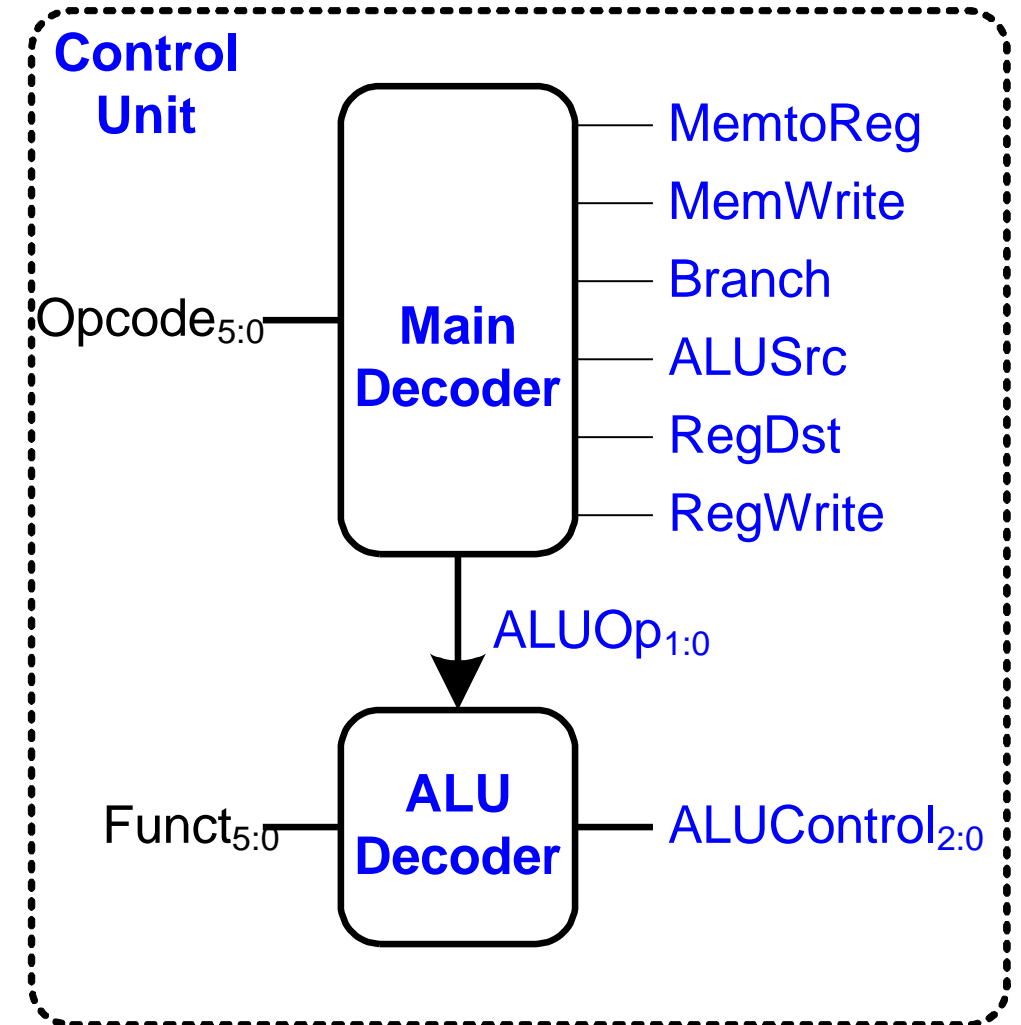 Control
Unit
MemtoReg
MemWrite
Branch
Opcode5:0
Main
Decoder
ALUSrc
RegDst
RegWrite
ALUOp1:0
ALU
Decoder
Funct5:0
ALUControl2:0